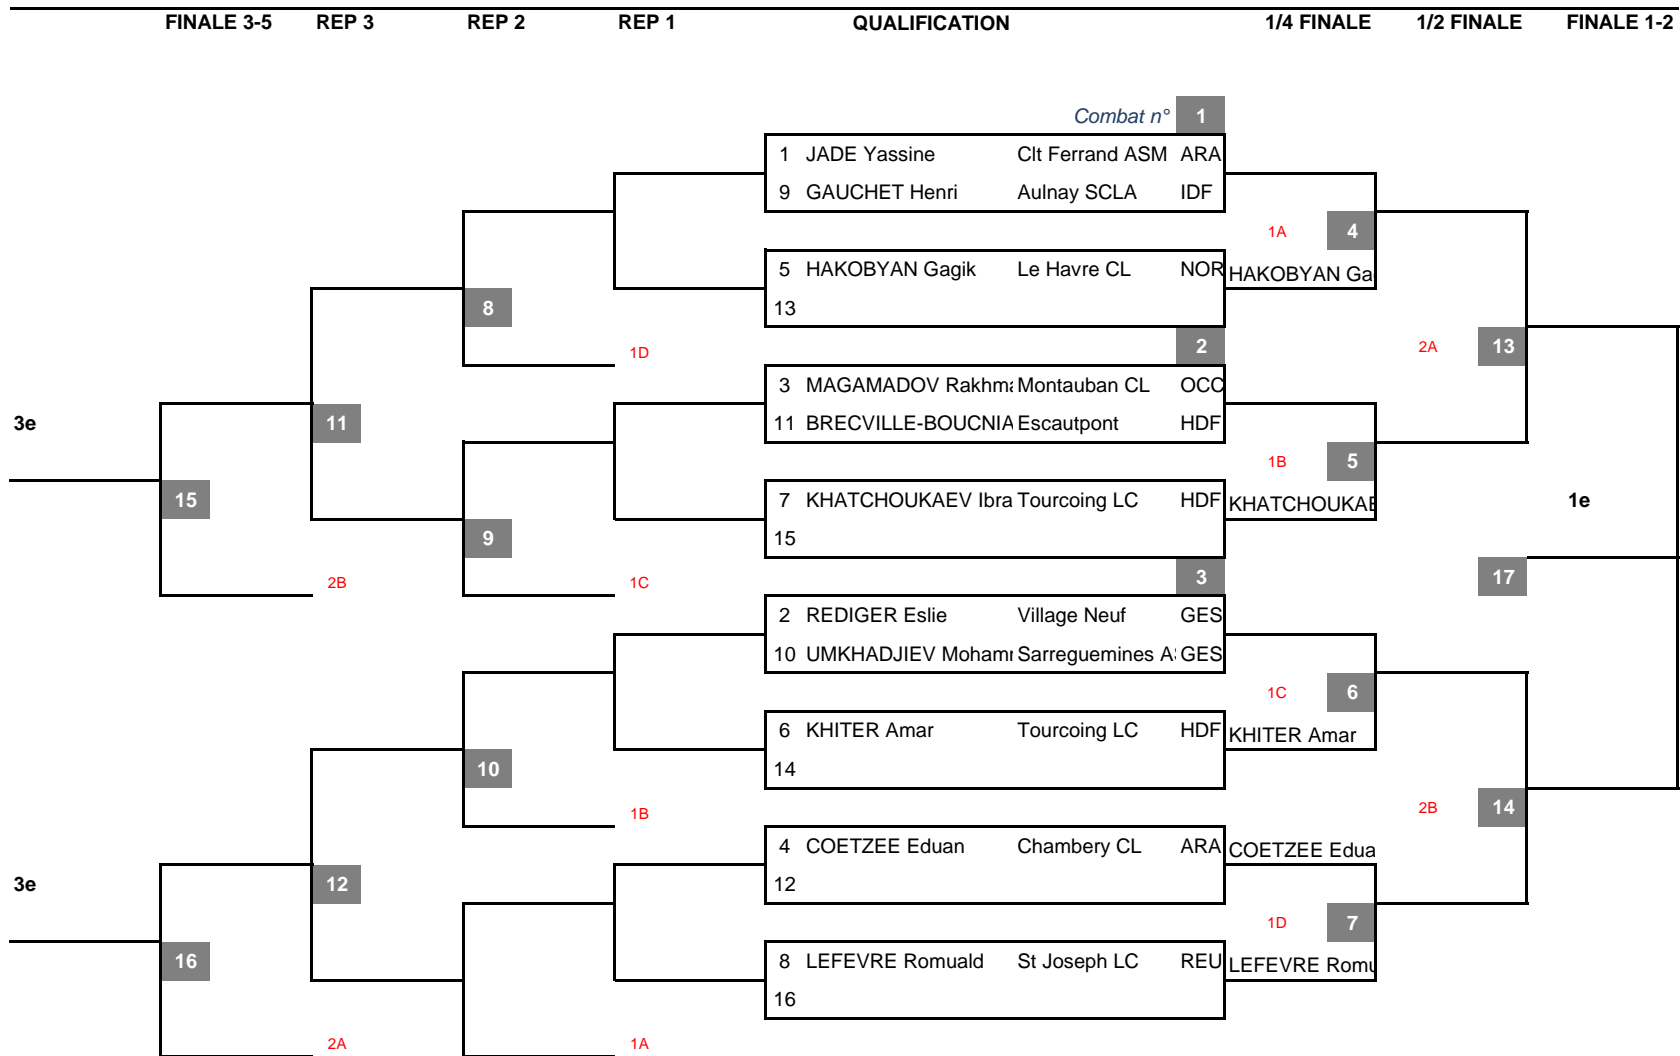 FINALE 3-5 REP 3 REP 2 REP 1 QUALIFICATION 1/4 FINALE 1/2 FINALE FINALE 1-2
Combat n° 1
1 JADE Yassine Clt Ferrand ASM ARA
9 GAUCHET Henri Aulnay SCLA IDF
1A 4
5 HAKOBYAN Gagik Le Havre CL NOR HAKOBYAN Ga
8 13
1D 2 2A 13
3 MAGAMADOV Rakhma Montauban CL OCC
3e 11 11 BRECVILLE-BOUCNIA Escautpont HDF
1B 5
15 7 KHATCHOUKAEV Ibra Tourcoing LC HDF KHATCHOUKAE 1e
9 15
2B 1C 3 17
2 REDIGER Eslie Village Neuf GES
10 UMKHADJIEV Mohamm Sarreguemines A GES
1C 6
6 KHITER Amar Tourcoing LC HDF KHITER Amar
10 14
1B 2B 14
4 COETZEE Eduan Chambery CL ARA COETZEE Edua
3e 12 12
1D 7
16 8 LEFEVRE Romuald St Joseph LC REU LEFEVRE Romu
16
2A 1A